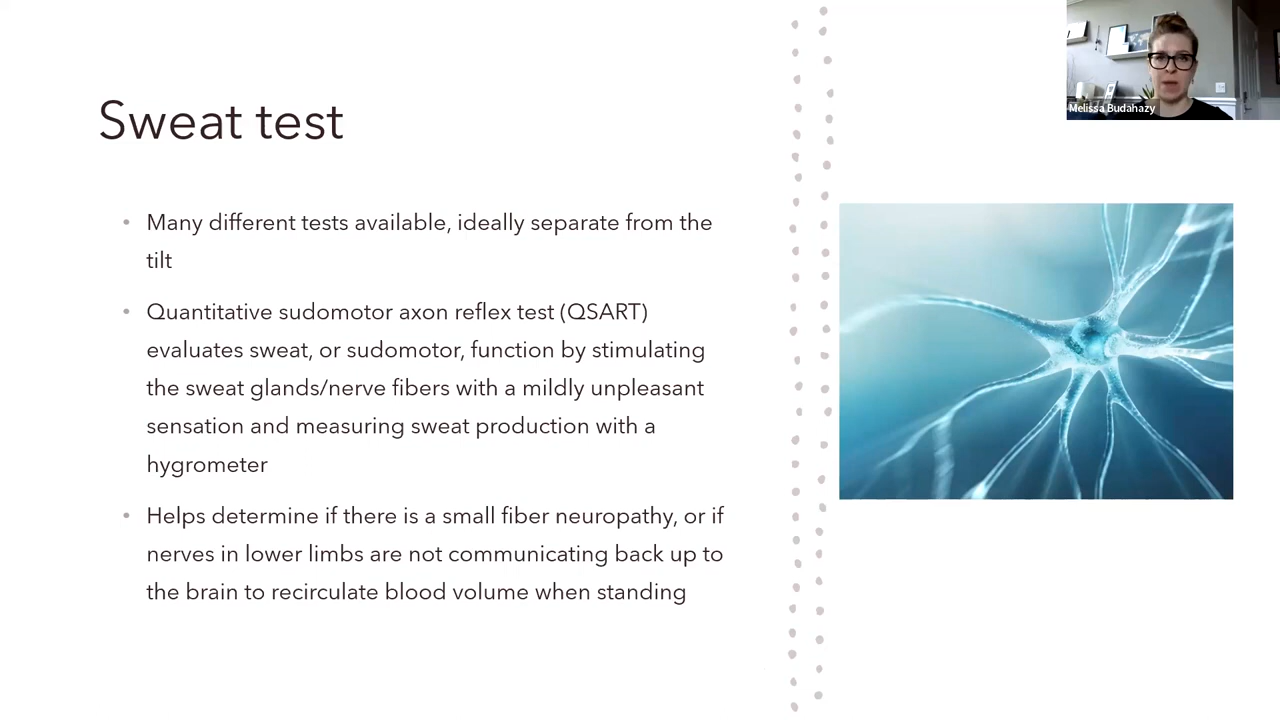 Sweat test
• Many different tests available, ideally separate from the
tilt
• Quantitative sudomotor axon reflex test (QSART)
evaluates sweat, or sudomotor, function by stimulating
the sweat glands/nerve fibers with a mildly unpleasant
sensation and measuring sweat production with a
hygrometer
• Helps determine if there is a small fiber neuropathy, or if
nerves in lower limbs are not communicating back up to
the brain to recirculate blood volume when standing
Melissa Budahazy